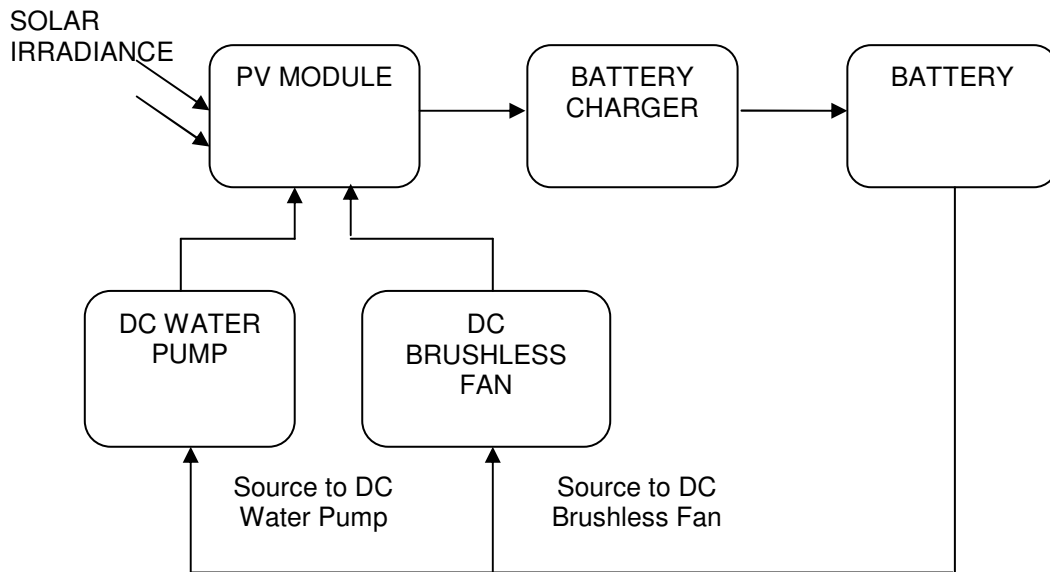 SOLAR
IRRADIANCE
PV MODULE
BATTERY
CHARGER
BATTERY
DC WATER
PUMP
DC
BRUSHLESS
FAN
Source to DC
Water Pump
Source to DC
Brushless Fan